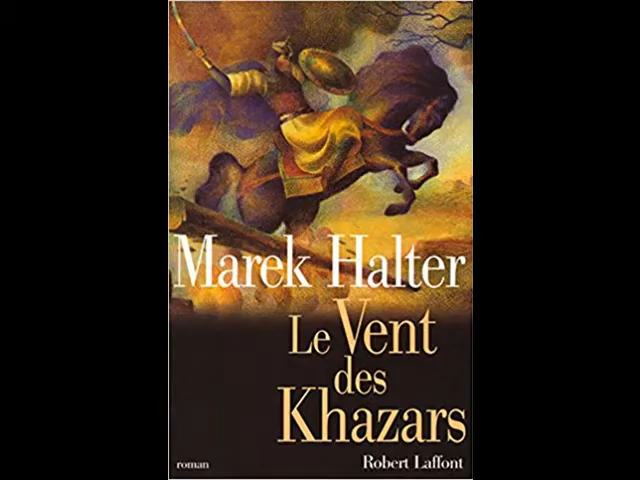 Marek Halter
Le Vent
des
Khazars
roman
Robert Laffont